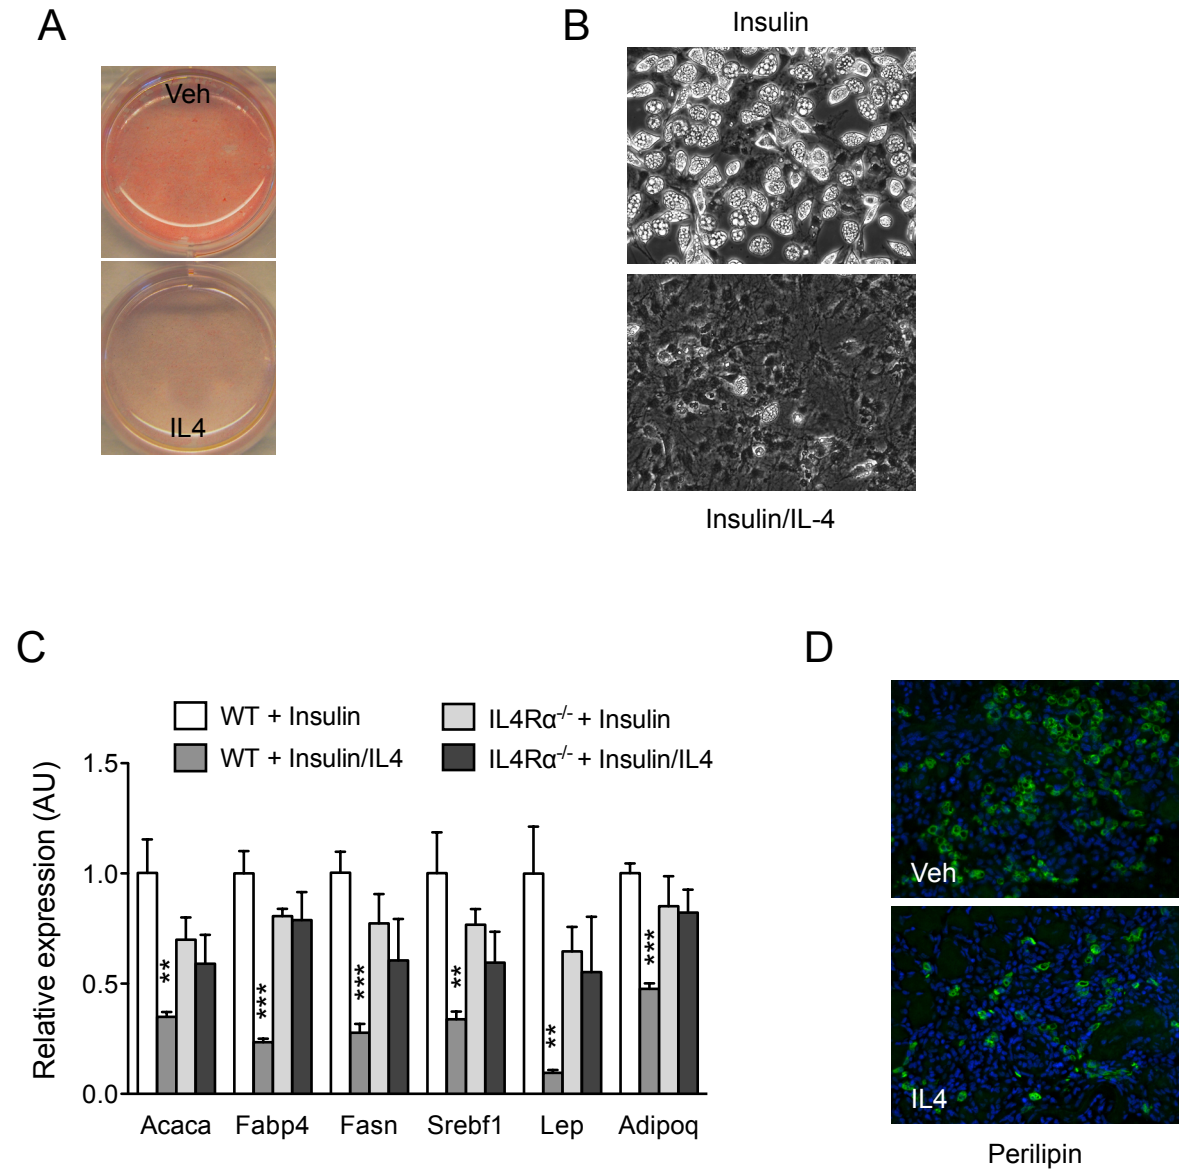 A
Veh
IL4
B
Insulin
Insulin/IL-4
C
WT + Insulin
WT + Insulin/IL4
IL4Rα-/- + Insulin
IL4Rα-/- + Insulin/IL4
Relative expression (AU)
1.5
1.0
0.5
0.0
**
***
***
**
**
***
Acaca Fabp4 Fasn Srebf1 Lep Adipoq
D
Veh
IL4
Perilipin